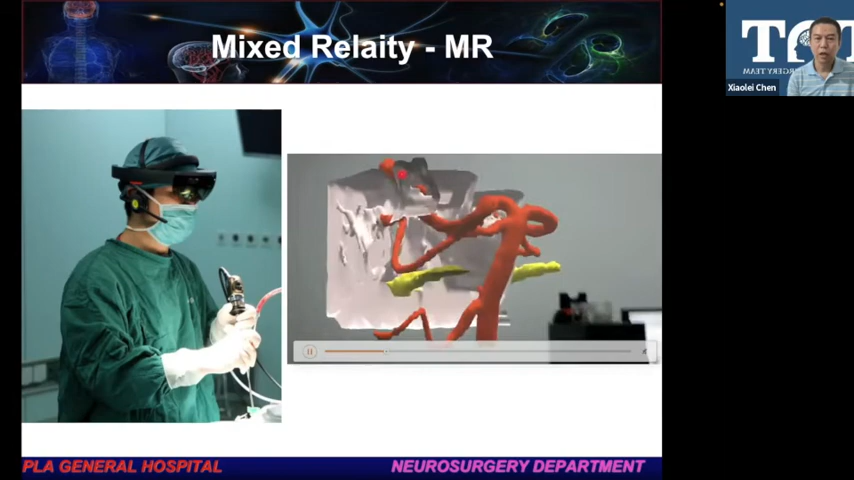 Mixed Relaity - MR
Xiaolei Chen
PLA GENERAL HOSPITAL
NEUROSURGERY DEPARTMENT